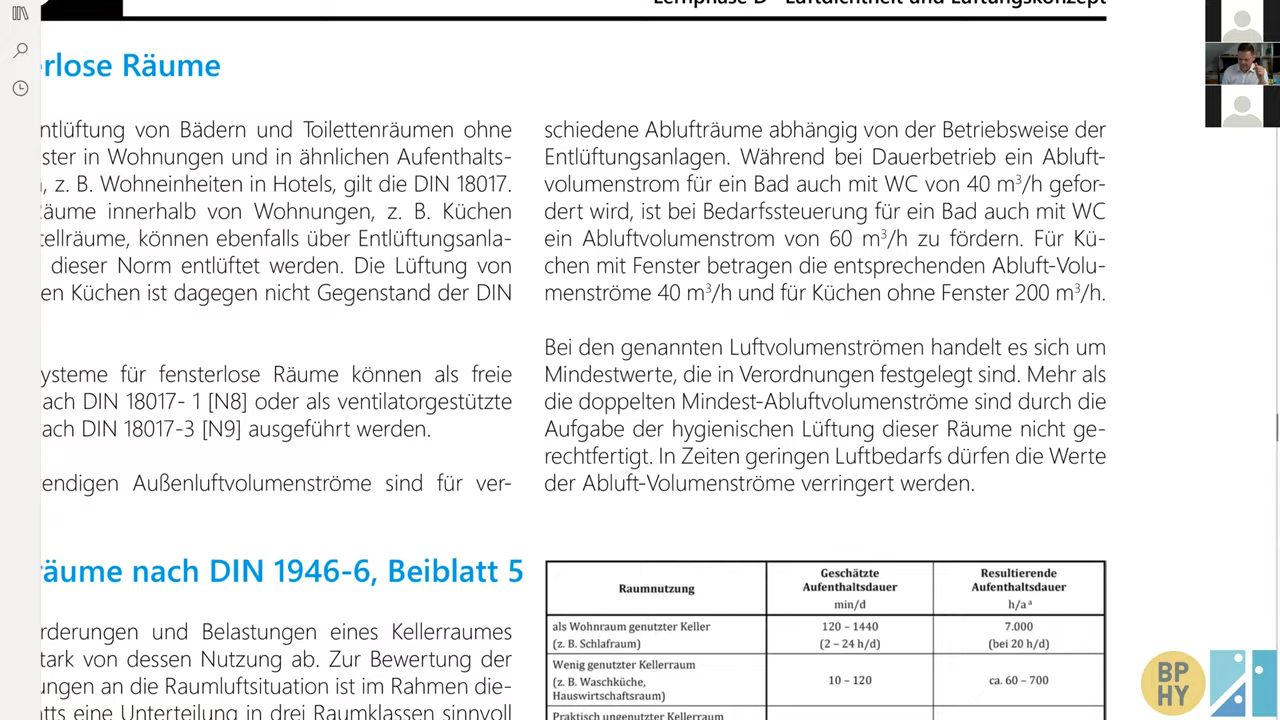 Lernphase D - Luftdichtheit und Lüftungskonzept
erlose Räume
ntlüftung von Bädern und Toilettenräumen ohne
ster in Wohnungen und in ähnlichen Aufenthalts-
, z. B. Wohneinheiten in Hotels, gilt die DIN 18017.
Räume innerhalb von Wohnungen, z. B. Küchen
tellräume, können ebenfalls über Entlüftungsanla-
dieser Norm entlüftet werden. Die Lüftung von
en Küchen ist dagegen nicht Gegenstand der DIN
ysteme für fensterlose Räume können als freie
ach DIN 18017- 1 [N8] oder als ventilatorgestützte
ach DIN 18017-3 [N9] ausgeführt werden.
endigen Außenluftvolumenströme sind für ver-
schiedene Ablufträume abhängig von der Betriebsweise der
Entlüftungsanlagen. Während bei Dauerbetrieb ein Abluft-
volumenstrom für ein Bad auch mit WC von 40 m³/h gefor-
dert wird, ist bei Bedarfssteuerung für ein Bad auch mit WC
ein Abluftvolumenstrom von 60 m³/h zu fördern. Für Kü-
chen mit Fenster betragen die entsprechenden Abluft-Volu-
menströme 40 m³/h und für Küchen ohne Fenster 200 m³/h.
Bei den genannten Luftvolumenströmen handelt es sich um
Mindestwerte, die in Verordnungen festgelegt sind. Mehr als
die doppelten Mindest-Abluftvolumenströme sind durch die
Aufgabe der hygienischen Lüftung dieser Räume nicht ge-
rechtfertigt. In Zeiten geringen Luftbedarfs dürfen die Werte
der Abluft-Volumenströme verringert werden.
räume nach DIN 1946-6, Beiblatt 5
rderungen und Belastungen eines Kellerraumes
tark von dessen Nutzung ab. Zur Bewertung der
ungen an die Raumluftsituation ist im Rahmen die-
tts eine Unterteilung in drei Raumklassen sinnvoll
Raumnutzung
Geschätzte
Aufenthaltsdauer
min/d
Resultierende
Aufenthaltsdauer
h/a ª
als Wohnraum genutzter Keller
(z. B. Schlafraum)
120 – 1440
(2 – 24 h/d)
7.000
(bei 20 h/d)
Wenig genutzter Kellerraum
(z. B. Waschküche,
Hauswirtschaftsraum)
10 – 120
ca. 60 – 700
Praktisch ungenutzter Kellerraum
BP
HY